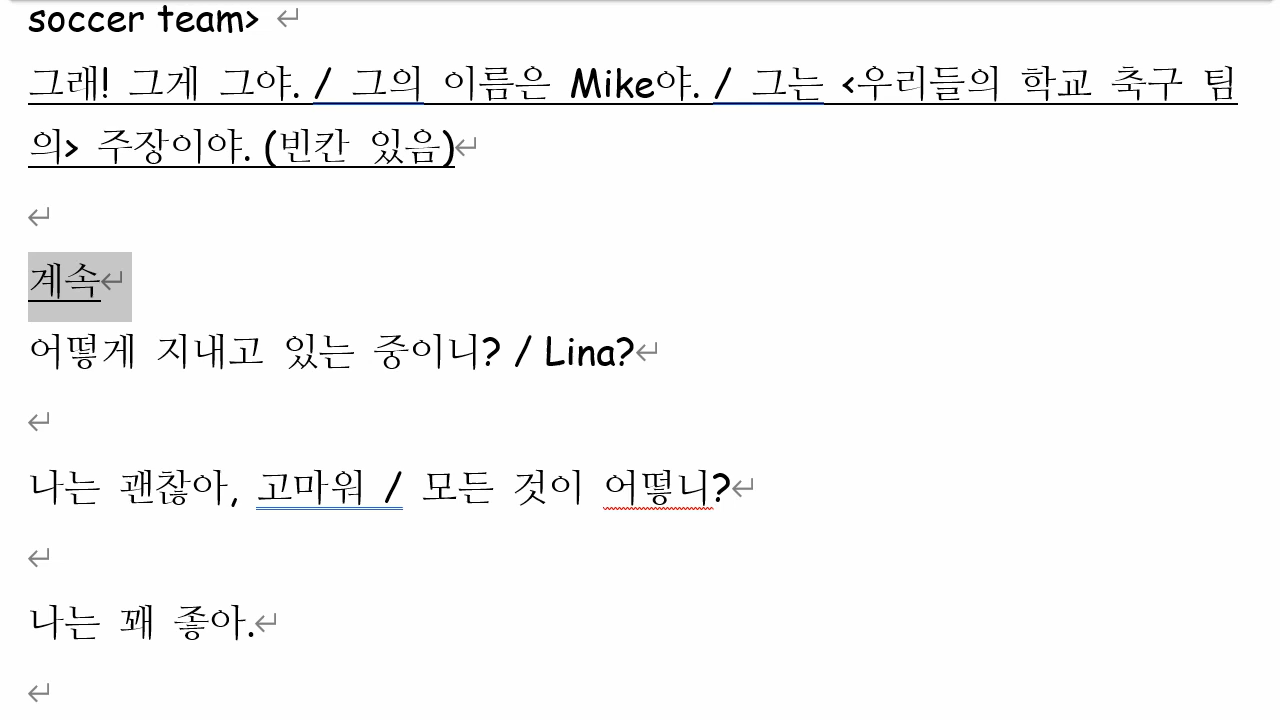 soccer team>
그래! 그게 그야. / 그의 이름은 Mike야. / 그는 <우리들의 학교 축구 팀
의> 주장이야. (빈칸 있음)
계속
어떻게 지내고 있는 중이니? / Lina?
나는 괜찮아, 고마워 / 모든 것이 어떻니?
나는 꽤 좋아.